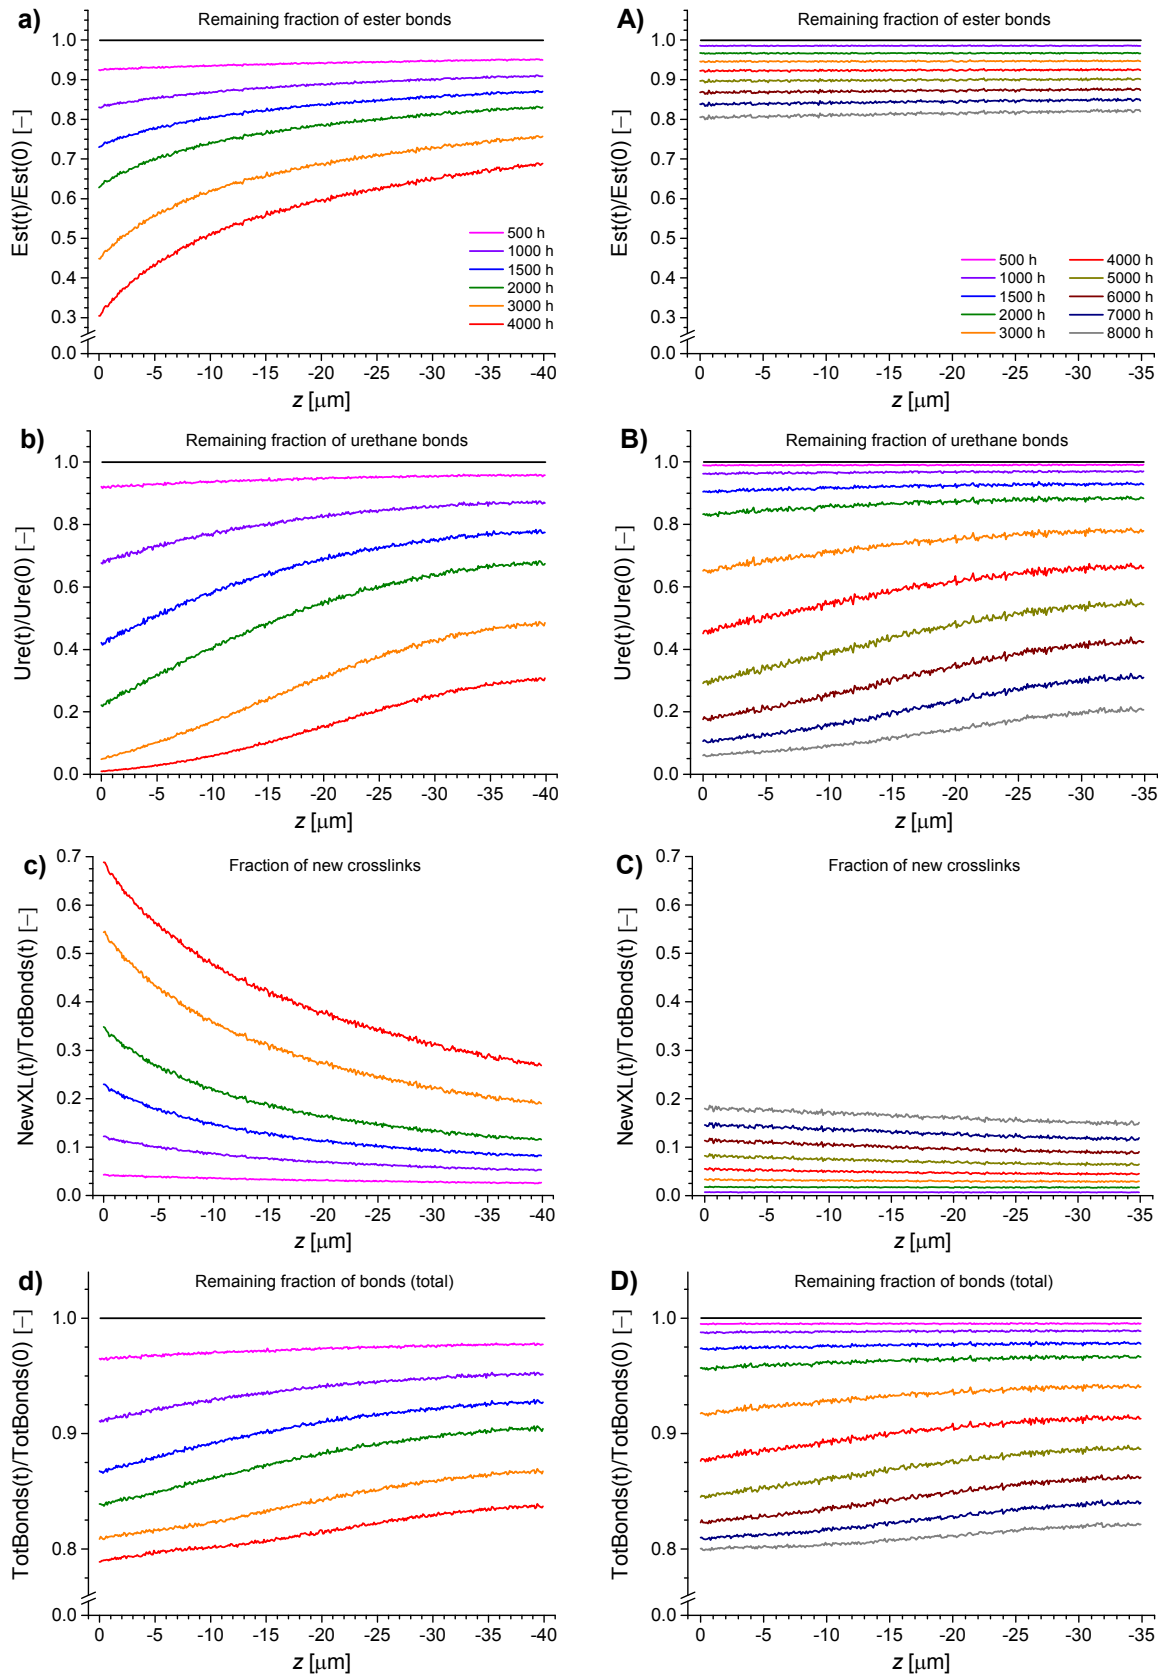 a)
Remaining fraction of ester bonds
Est(t)/Est(0) [−]
1.0
0.9
0.8
0.7
0.6
0.5
0.4
0.3
0.0
500 h
1000 h
1500 h
2000 h
3000 h
4000 h
0 -5 -10 -15 -20 -25 -30 -35 -40
z [μm]
A)
Remaining fraction of ester bonds
Est(t)/Est(0) [−]
1.0
0.9
0.8
0.7
0.6
0.5
0.4
0.3
0.0
500 h 4000 h
1000 h 5000 h
1500 h 6000 h
2000 h 7000 h
3000 h 8000 h
0 -5 -10 -15 -20 -25 -30 -35
z [μm]
b)
Remaining fraction of urethane bonds
Ure(t)/Ure(0) [−]
1.0
0.8
0.6
0.4
0.2
0.0
0 -5 -10 -15 -20 -25 -30 -35 -40
z [μm]
B)
Remaining fraction of urethane bonds
Ure(t)/Ure(0) [−]
1.0
0.8
0.6
0.4
0.2
0.0
0 -5 -10 -15 -20 -25 -30 -35
z [μm]
c)
Fraction of new crosslinks
NewXL(t)/TotBonds(t) [−]
0.7
0.6
0.5
0.4
0.3
0.2
0.1
0.0
0 -5 -10 -15 -20 -25 -30 -35 -40
z [μm]
C)
Fraction of new crosslinks
NewXL(t)/TotBonds(t) [−]
0.7
0.6
0.5
0.4
0.3
0.2
0.1
0.0
0 -5 -10 -15 -20 -25 -30 -35
z [μm]
d)
Remaining fraction of bonds (total)
TotBonds(t)/TotBonds(0) [−]
1.0
0.9
0.8
0.0
0 -5 -10 -15 -20 -25 -30 -35 -40
z [μm]
D)
Remaining fraction of bonds (total)
TotBonds(t)/TotBonds(0) [−]
1.0
0.9
0.8
0.0
0 -5 -10 -15 -20 -25 -30 -35
z [μm]